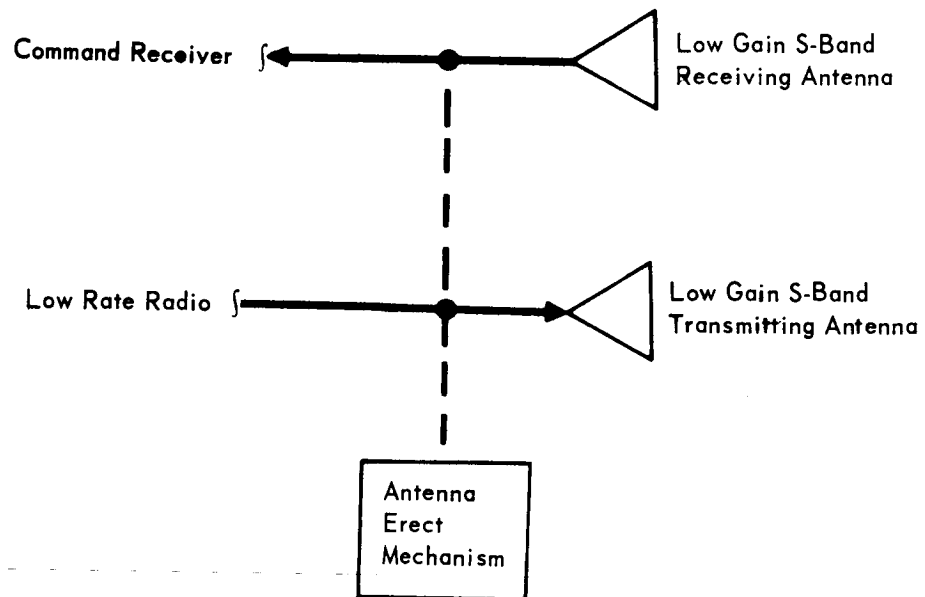 Command Receiver
Low Gain S-Band
Receiving Antenna
Low Rate Radio
Low Gain S-Band
Transmitting Antenna
Antenna
Erect
Mechanism